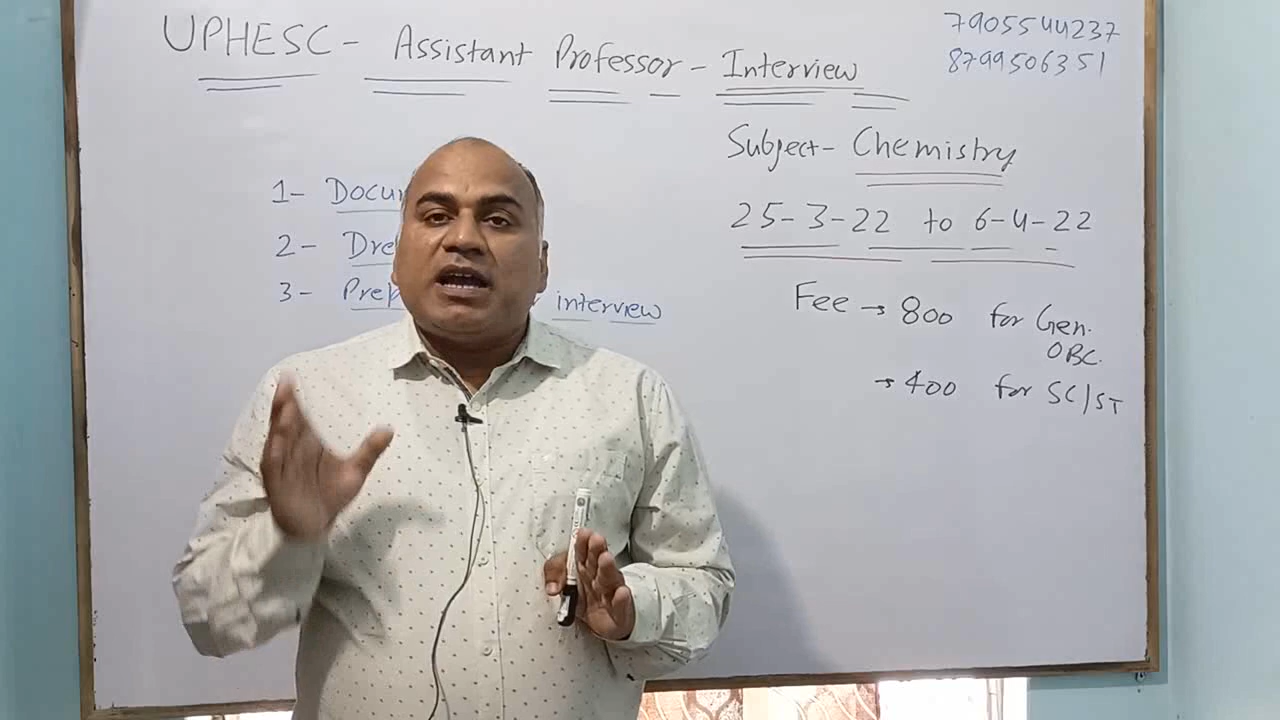 UPHESC - Assistant Professor - Interview
7905544237
8799506351
Subject - Chemistry
25-3-22 to 6-4-22
1-
2-
3- interview
Fee → 800 for Gen.
OBC.
→ 400 for SC/ST